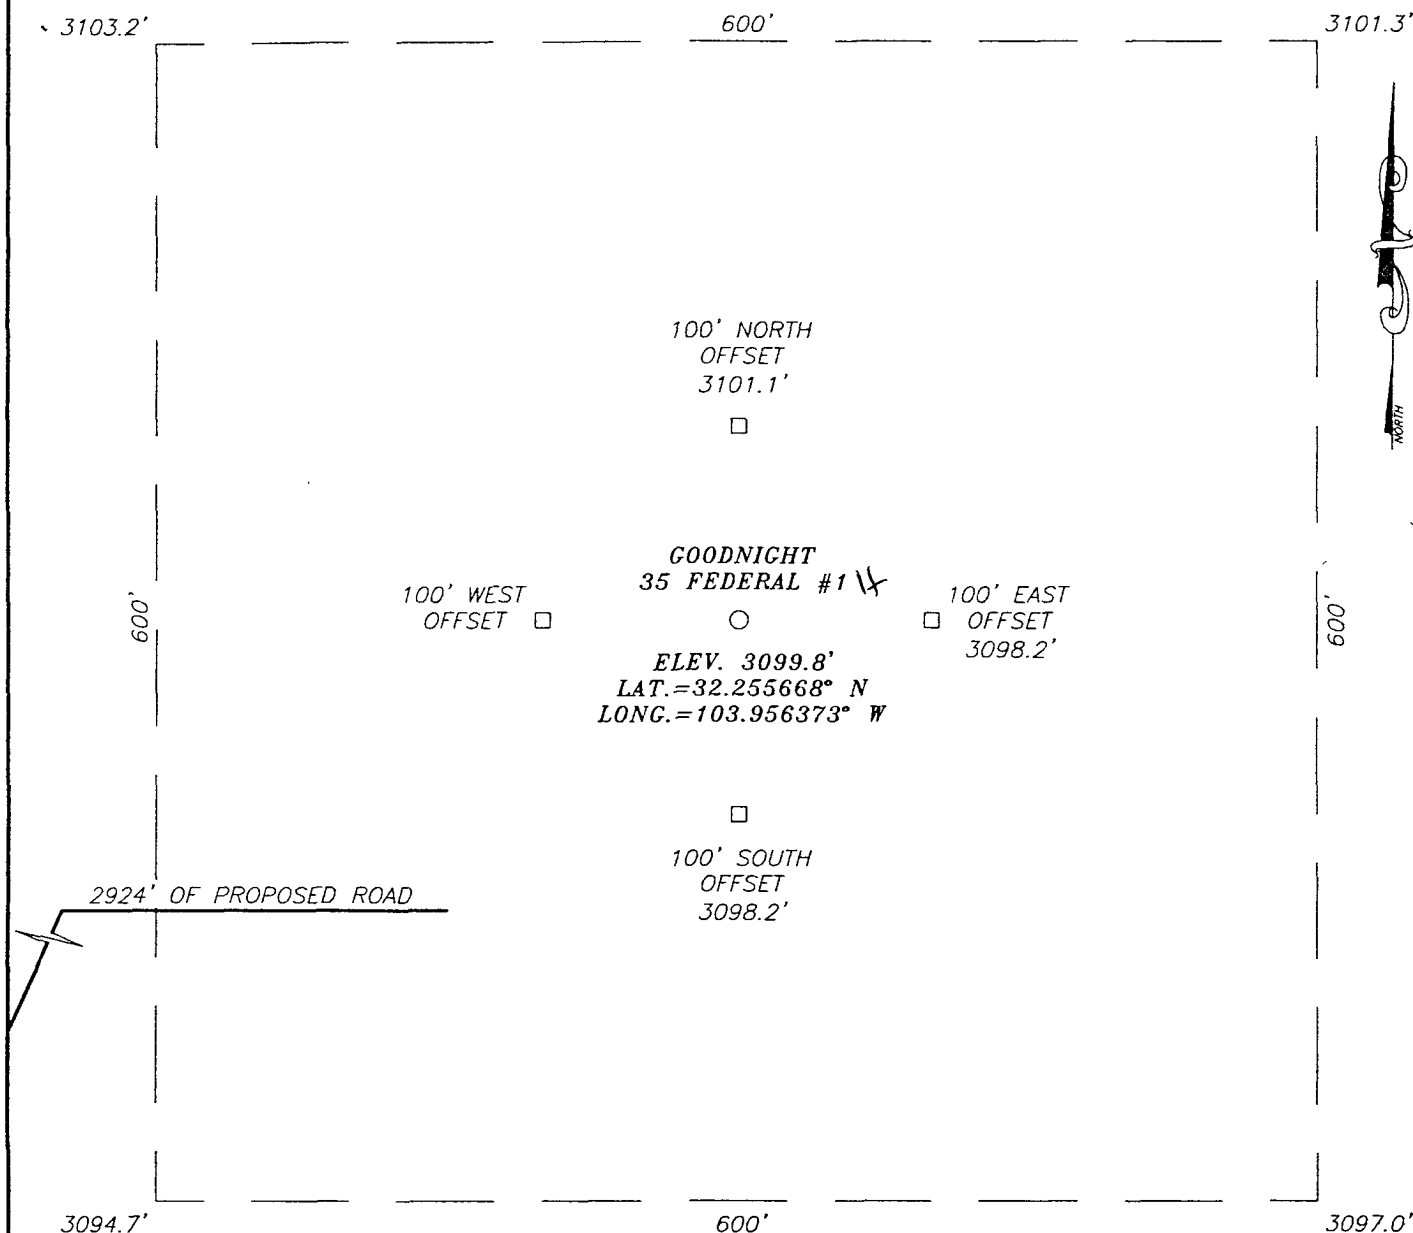 3103.2'
600'
3101.3'
NORTH
100' NORTH
OFFSET
3101.1'
GOODNIGHT
35 FEDERAL #1
100' WEST
OFFSET
100' EAST
OFFSET
3098.2'
600'
600'
ELEV. 3099.8'
LAT.=32.255668° N
LONG.=103.956373° W
100' SOUTH
OFFSET
3098.2'
2924' OF PROPOSED ROAD
3094.7'
600'
3097.0'